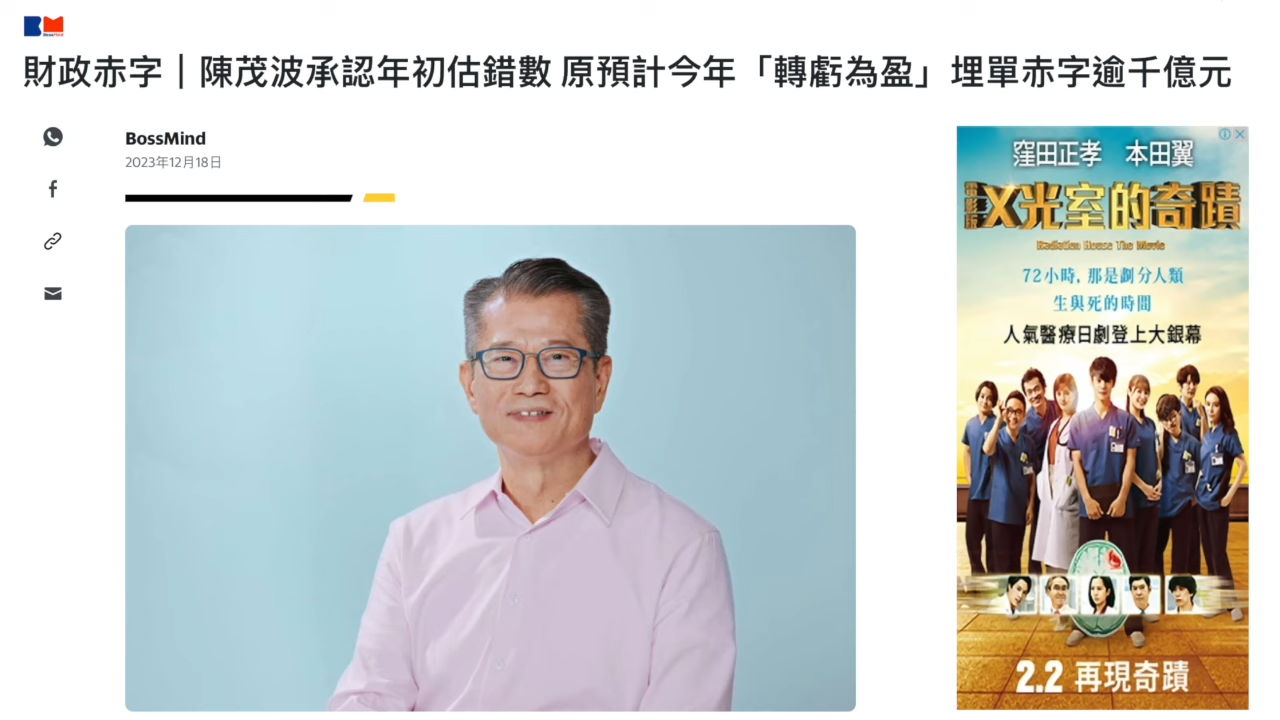 財政赤字｜陳茂波承認年初估錯數 原預計今年「轉虧為盈」埋單赤字逾千億元
BossMind
2023年12月18日
窪田正孝 本田翼
電影版 X光室的奇蹟
Radiation House The Movie
72小時, 那是劃分人類
生與死的時間
人氣醫療日劇登上大銀幕
2.2 再現奇蹟